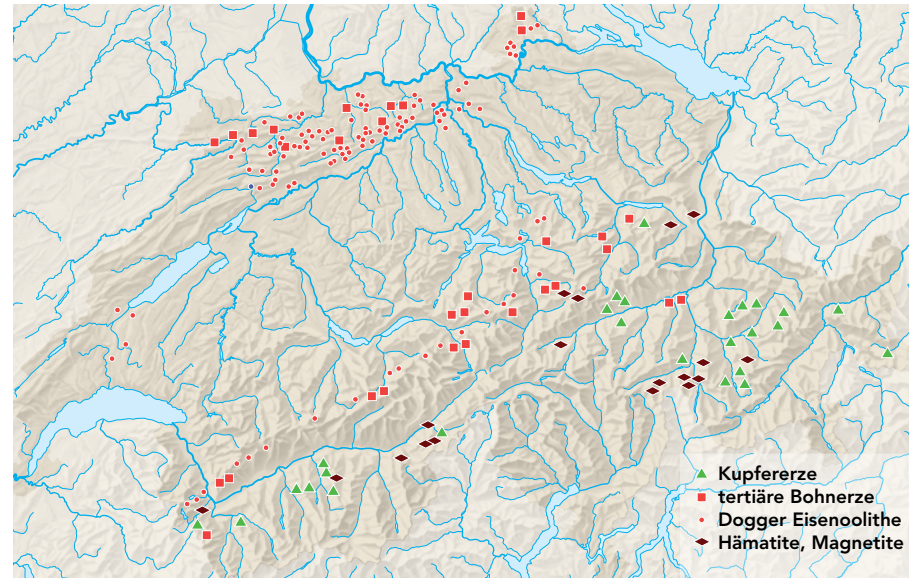 Kupfererze
tertiäre Bohnerze
Dogger Eisenoolithe
Hämatite, Magnetite